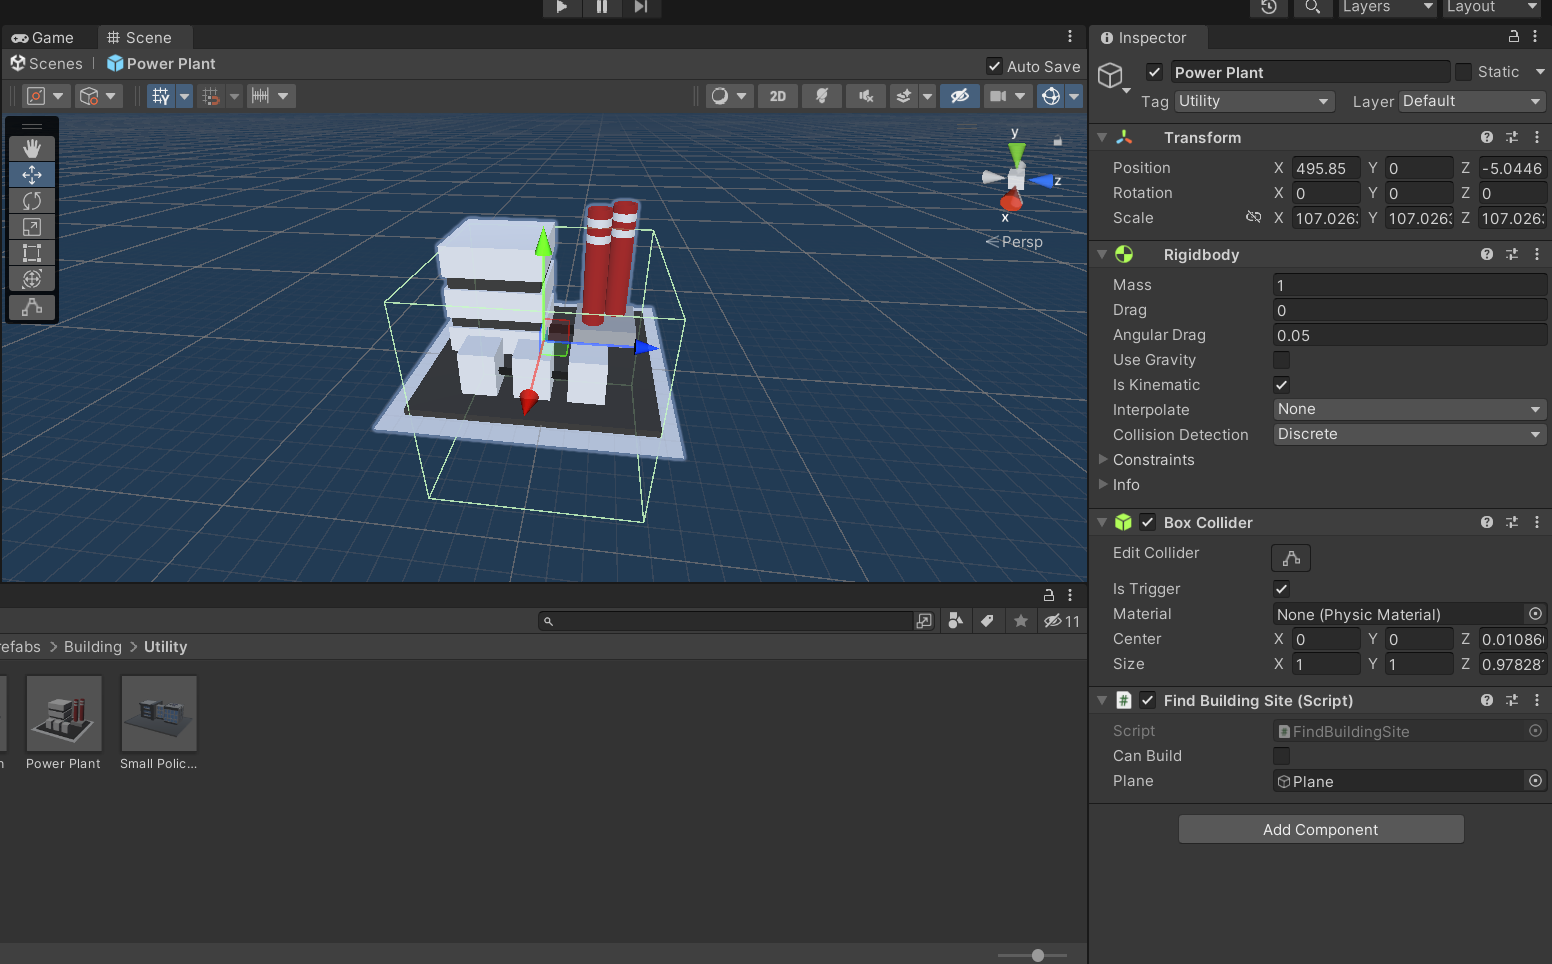 Layers Layout
Game Scene
Scenes | Power Plant
Auto Save
2D
y
z
x
Persp
11
Prefabs > Building > Utility
Power Plant Small Polic...
Inspector
Power Plant Static
Tag Utility Layer Default
Transform
Position X 495.85 Y 0 Z -5.0446
Rotation X 0 Y 0 Z 0
Scale X 107.026 Y 107.026 Z 107.026
Rigidbody
Mass 1
Drag 0
Angular Drag 0.05
Use Gravity
Is Kinematic
Interpolate None
Collision Detection Discrete
Constraints
Info
Box Collider
Edit Collider
Is Trigger
Material None (Physic Material)
Center X 0 Y 0 Z 0.01086
Size X 1 Y 1 Z 0.9782
# Find Building Site (Script)
Script FindBuildingSite
Can Build
Plane Plane
Add Component